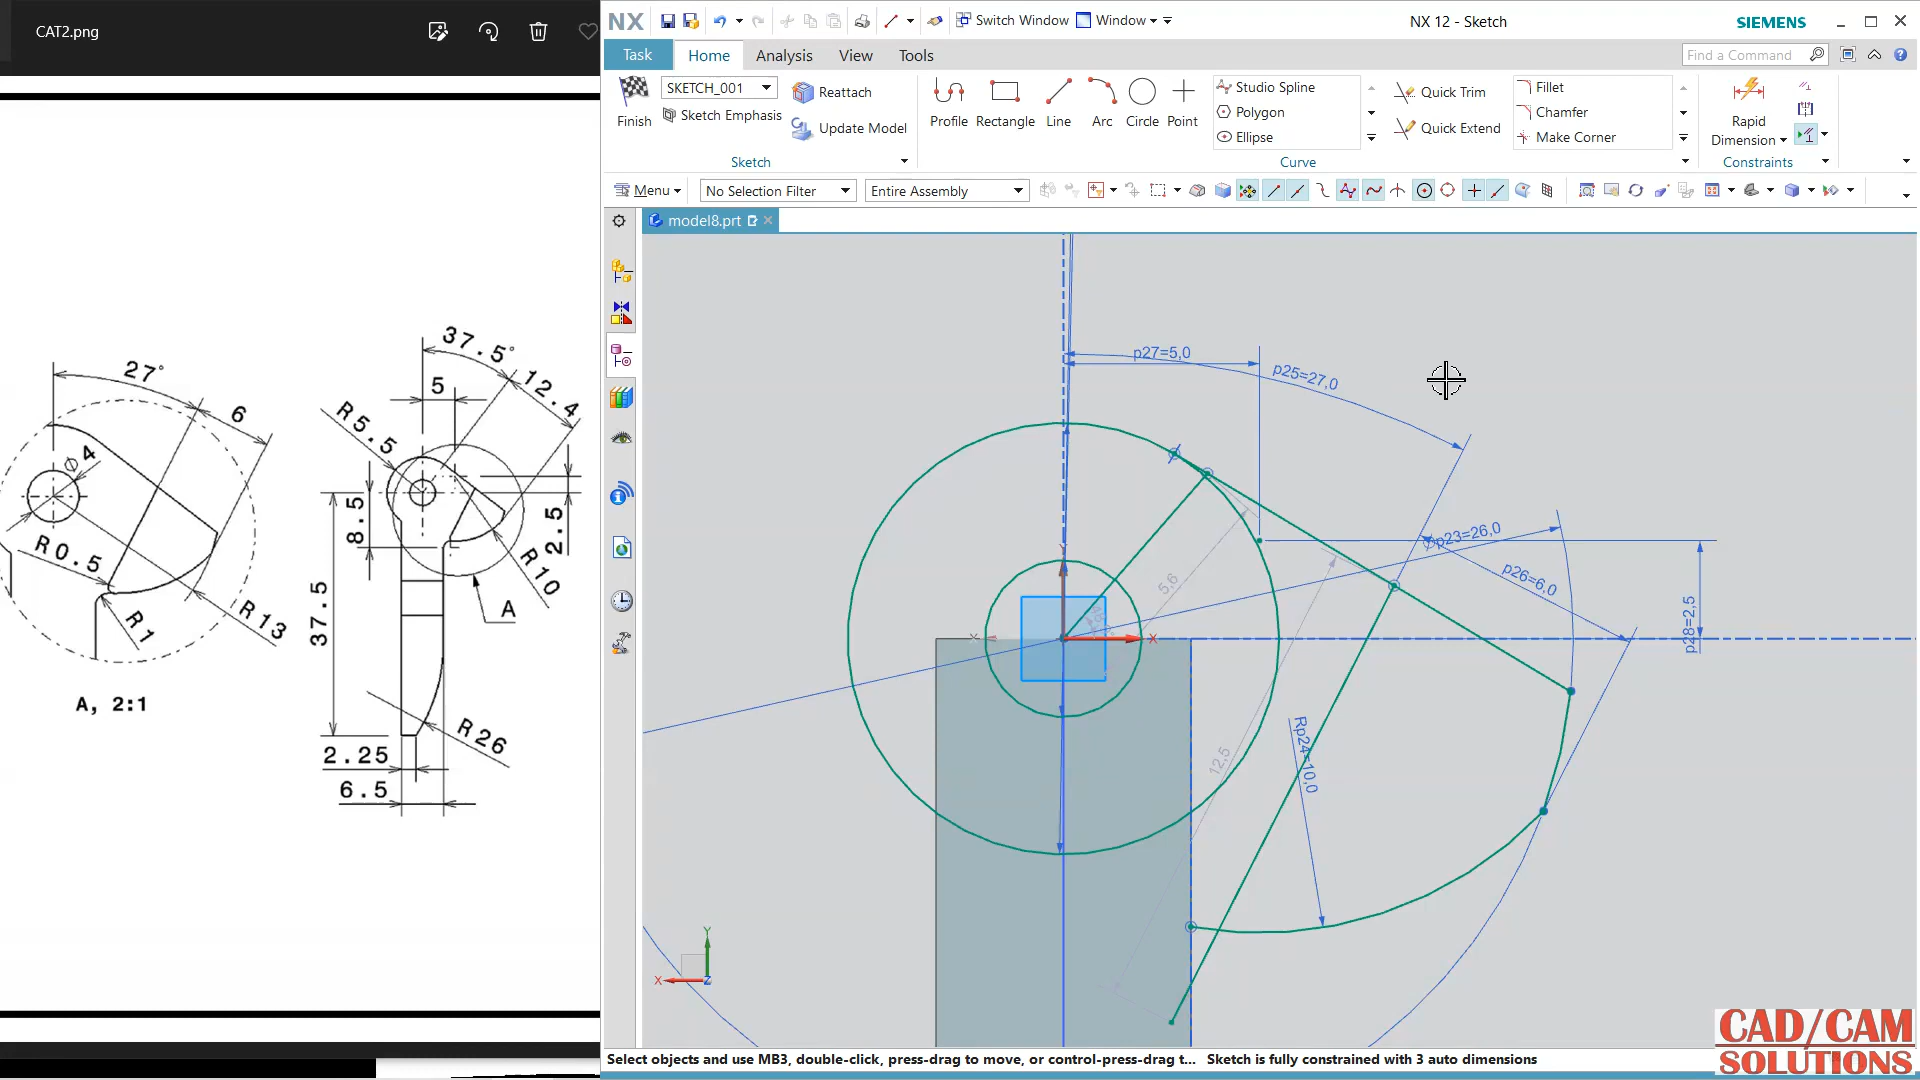 CAT2.png
NX
Switch Window
Window
NX 12 - Sketch
SIEMENS
Task
Home
Analysis
View
Tools
Find a Command
SKETCH_001
Reattach
Finish
Sketch Emphasis
Update Model
Sketch
Profile
Rectangle
Line
Arc
Circle
Point
Studio Spline
Polygon
Ellipse
Quick Trim
Quick Extend
Fillet
Chamfer
Make Corner
Curve
Rapid
Dimension
Constraints
Menu
No Selection Filter
Entire Assembly
model8.prt
27°
6
Ø4
R0.5
R1
R13
A, 2:1
37.5°
12.4
5
R5.5
8.5
2.5
R10
A
37.5
R26
2.25
6.5
p27=5,0
p25=27,0
Øp23=26,0
p26=6,0
p28=2,5
Rp24=10,0
5,6
12,5
Y
X
X
Y
X
Z
Select objects and use MB3, double-click, press-drag to move, or control-press-drag t...
Sketch is fully constrained with 3 auto dimensions
CAD/CAM
SOLUTIONS